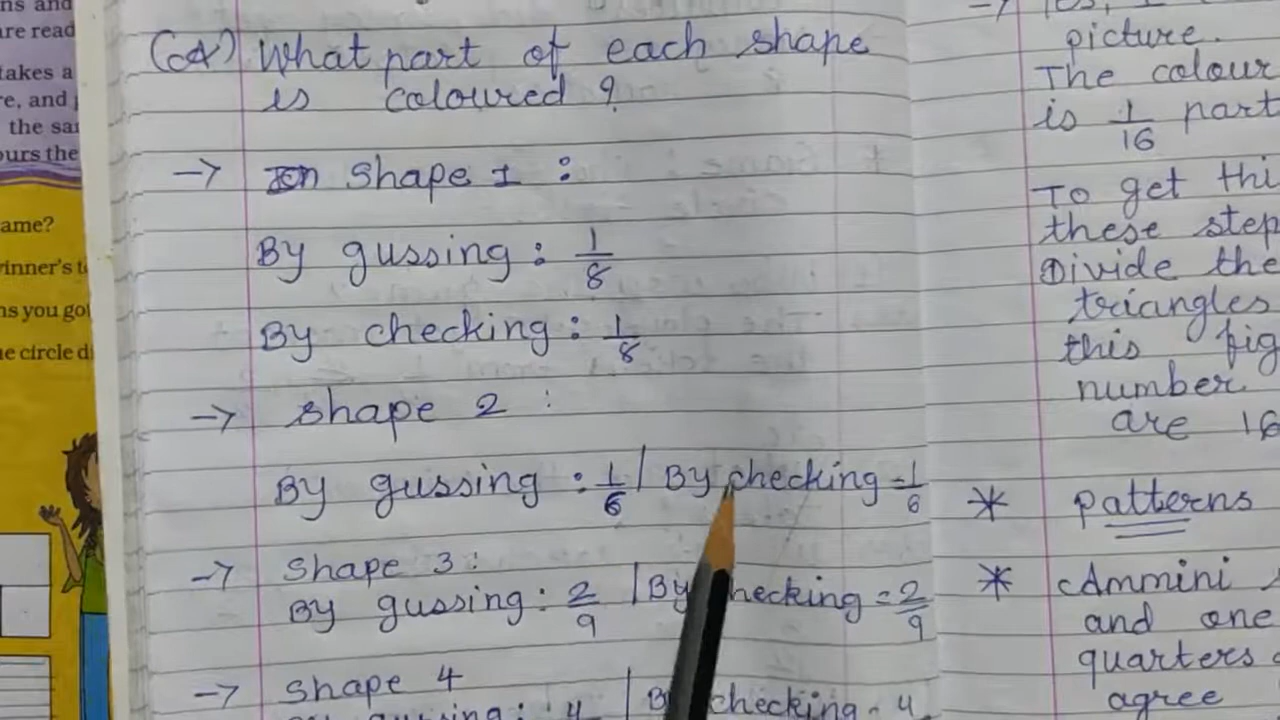 ns and
are read
takes a
re, and
the sa
ours the
ame?
inner's t
ns you got
e circle d
(A) What part of each shape
is coloured ?
→ shape 1 :
By gussing : 1/8
By checking : 1/8
→ shape 2 :
By gussing : 1/6 | By checking = 1/6
→ shape 3 :
By gussing : 2/9 | By checking = 2/9
→ shape 4
picture.
The colour
is 1/16 part
To get thi
these step
Divide the
triangles
this fig
number
are 16
* patterns
* Ammini
and one
quarters
agree